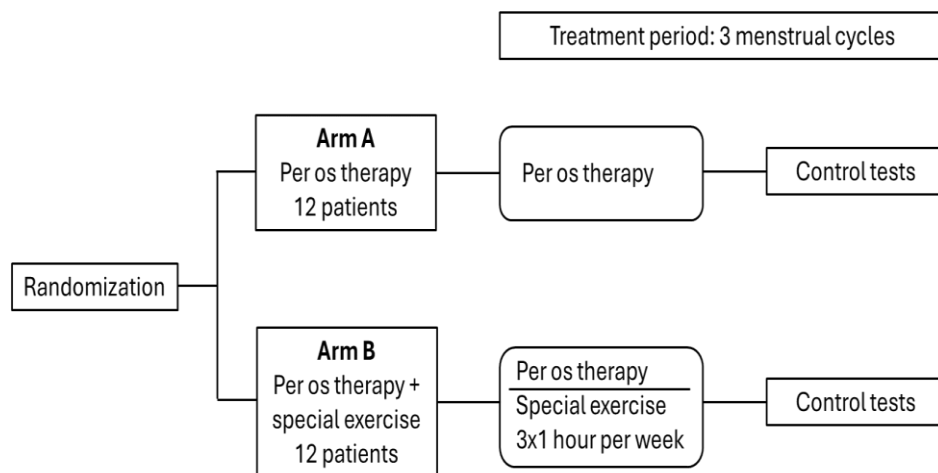 Treatment period: 3 menstrual cycles
Randomization
Arm A
Per os therapy
12 patients
Per os therapy
Control tests
Arm B
Per os therapy +
special exercise
12 patients
Per os therapy
Special exercise
3x1 hour per week
Control tests